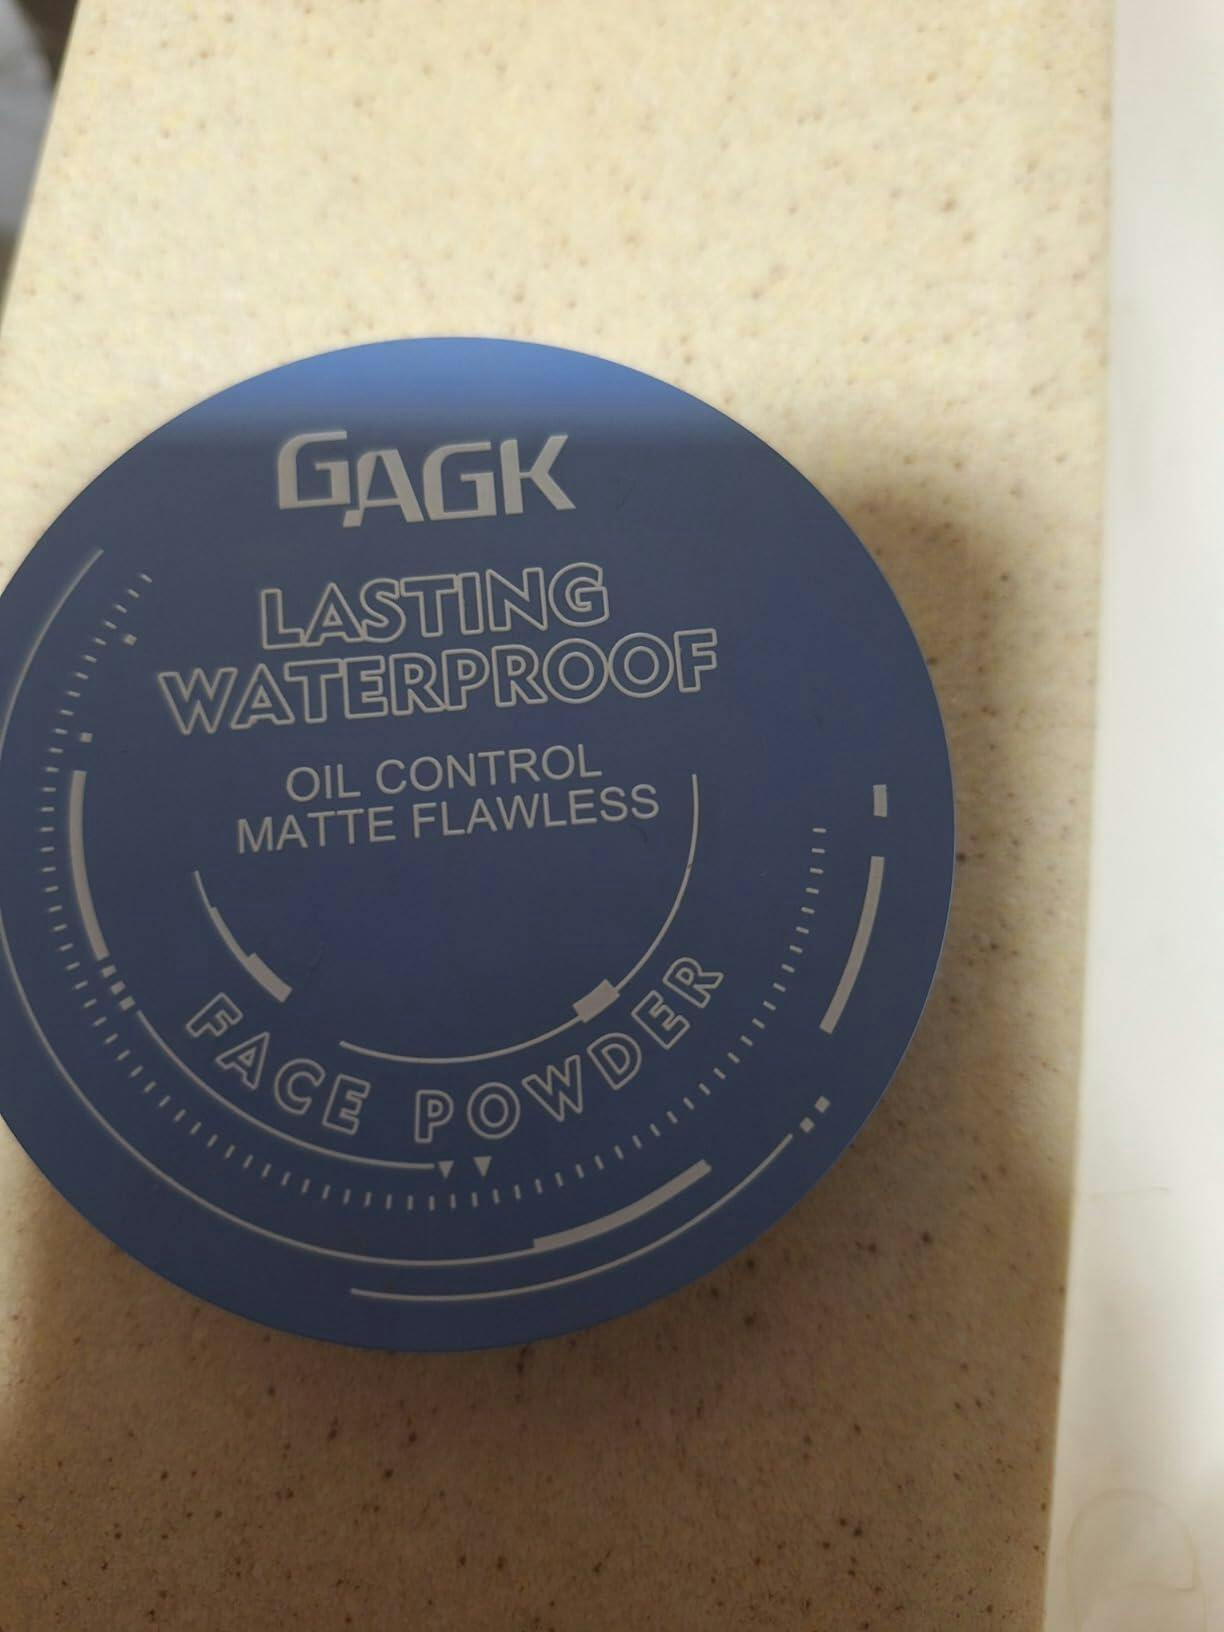 GAGK
LASTING
WATERPROOF
OIL CONTROL
MATTE FLAWLESS
FACE POWDER